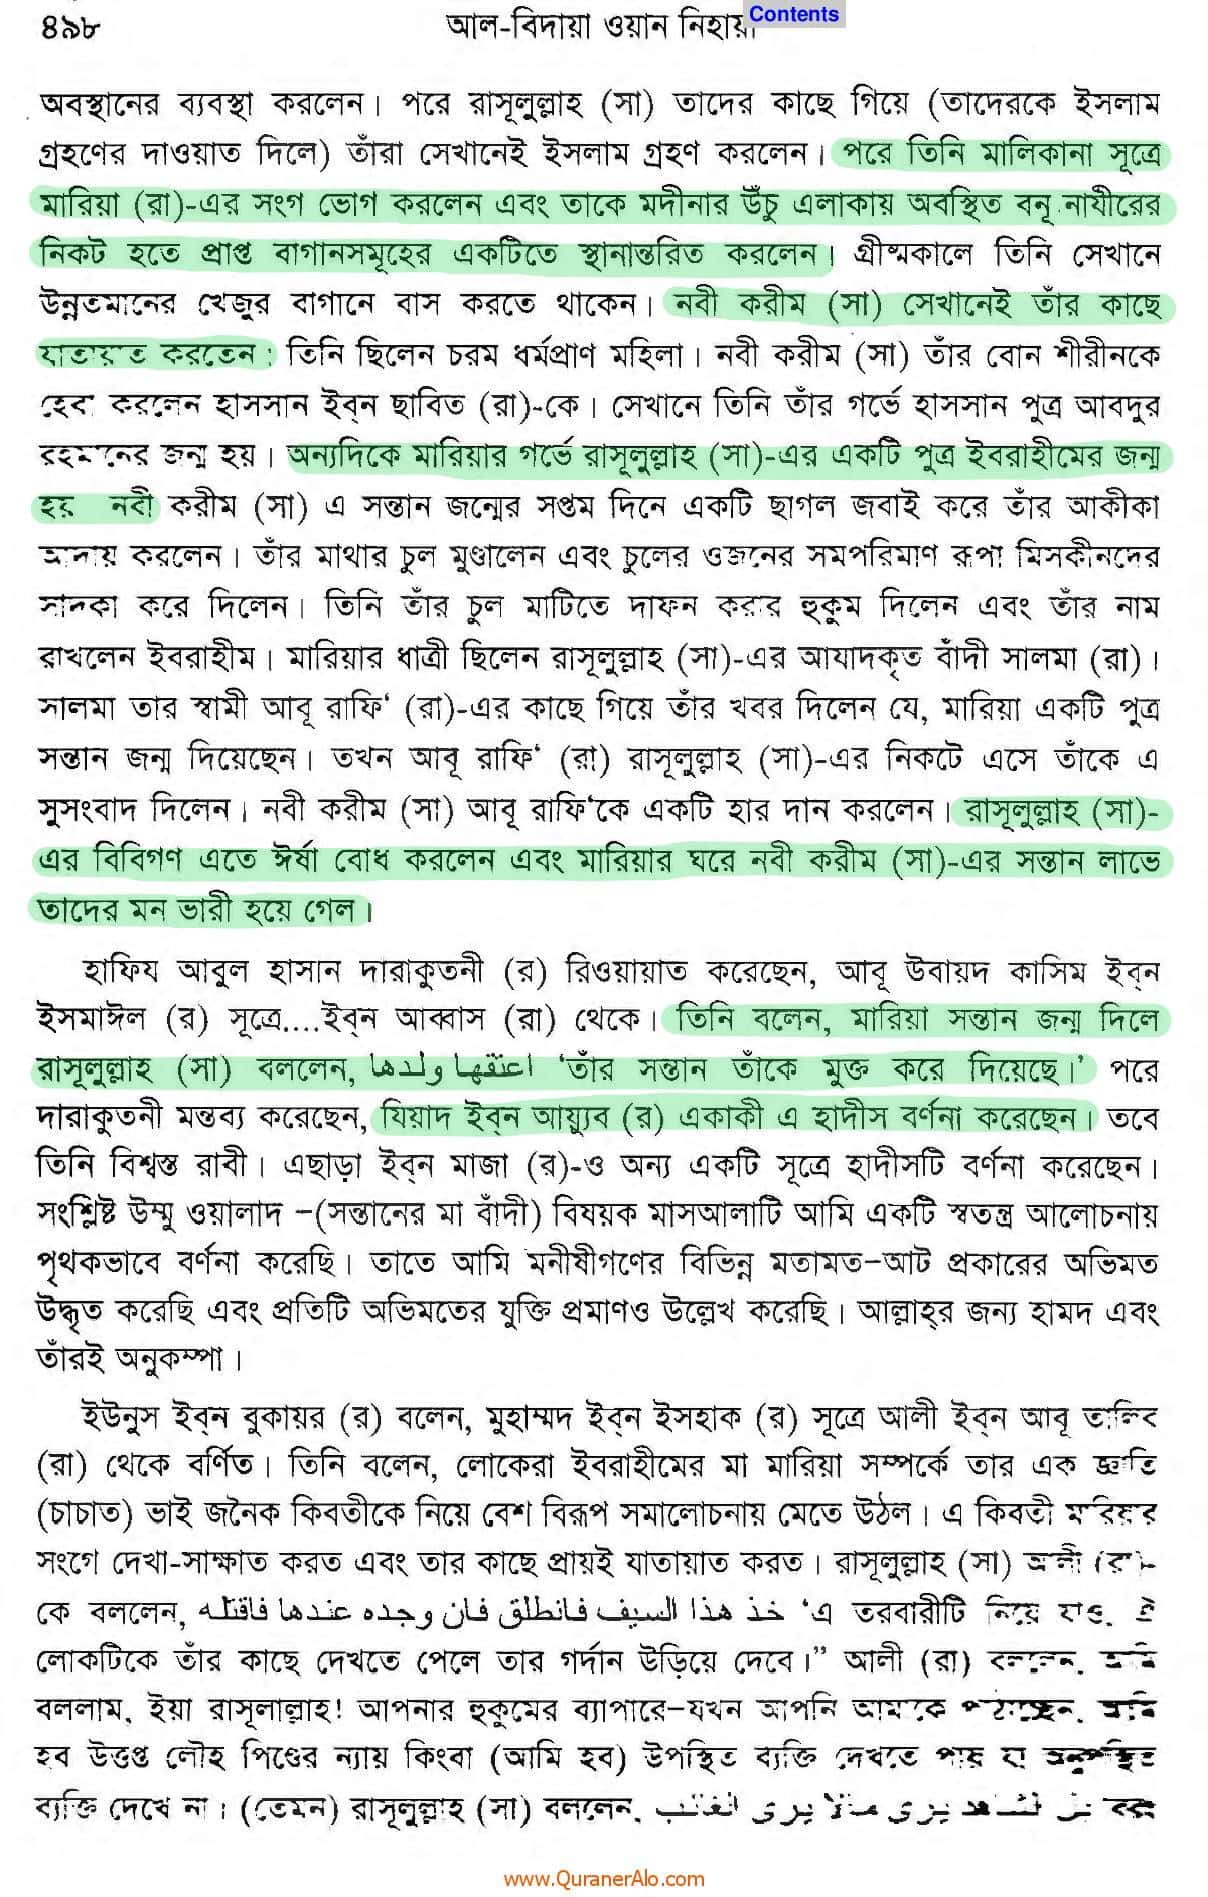 ৪৯৮
আল-বিদায়া ওয়ান নিহায়া
Contents
অবস্থানের ব্যবস্থা করলেন। পরে রাসূলুল্লাহ (সা) তাদের কাছে গিয়ে (তাদেরকে ইসলাম
গ্রহণের দাওয়াত দিলে) তাঁরা সেখানেই ইসলাম গ্রহণ করলেন। পরে তিনি মালিকানা সূত্রে
মারিয়া (রা)-এর সংগ ভোগ করলেন এবং তাকে মদীনার উঁচু এলাকায় অবস্থিত বনূ নাযীরের
নিকট হতে প্রাপ্ত বাগানসমূহের একটিতে স্থানান্তরিত করলেন। গ্রীষ্মকালে তিনি সেখানে
উন্নতমানের খেজুর বাগানে বাস করতে থাকেন। নবী করীম (সা) সেখানেই তাঁর কাছে
যাতায়াত করতেন। তিনি ছিলেন চরম ধর্মপ্রাণ মহিলা। নবী করীম (সা) তাঁর বোন শীরীনকে
হেবা করলেন হাসসান ইব্‌ন ছাবিত (রা)-কে। সেখানে তিনি তাঁর গর্ভে হাসসান পুত্র আবদুর
রহমানের জন্ম হয়। অন্যদিকে মারিয়ার গর্ভে রাসূলুল্লাহ (সা)-এর একটি পুত্র ইবরাহীমের জন্ম
হয় নবী করীম (সা) এ সন্তান জন্মের সপ্তম দিনে একটি ছাগল জবাই করে তাঁর আকীকা
আদায় করলেন। তাঁর মাথার চুল মুণ্ডালেন এবং চুলের ওজনের সমপরিমাণ রূপা মিসকীনদের
সাদকা করে দিলেন। তিনি তাঁর চুল মাটিতে দাফন করার হুকুম দিলেন এবং তাঁর নাম
রাখলেন ইবরাহীম। মারিয়ার ধাত্রী ছিলেন রাসূলুল্লাহ (সা)-এর আযাদকৃত বাঁদী সালমা (রা)।
সালমা তার স্বামী আবূ রাফি‘ (রা)-এর কাছে গিয়ে তাঁর খবর দিলেন যে, মারিয়া একটি পুত্র
সন্তান জন্ম দিয়েছেন। তখন আবূ রাফি‘ (রা) রাসূলুল্লাহ (সা)-এর নিকটে এসে তাঁকে এ
সুসংবাদ দিলেন। নবী করীম (সা) আবূ রাফি‘কে একটি হার দান করলেন। রাসূলুল্লাহ (সা)-
এর বিবিগণ এতে ঈর্ষা বোধ করলেন এবং মারিয়ার ঘরে নবী করীম (সা)-এর সন্তান লাভে
তাদের মন ভারী হয়ে গেল।
হাফিয আবুল হাসান দারাকুতনী (র) রিওয়ায়াত করেছেন, আবূ উবায়দ কাসিম ইব্‌ন
ইসমাঈল (র) সূত্রে....ইব্‌ন আব্বাস (রা) থেকে। তিনি বলেন, মারিয়া সন্তান জন্ম দিলে
রাসূলুল্লাহ (সা) বললেন, اعتقها ولدها ‘তাঁর সন্তান তাঁকে মুক্ত করে দিয়েছে।’ পরে
দারাকুতনী মন্তব্য করেছেন, যিয়াদ ইব্‌ন আয়্যুব (র) একাকী এ হাদীস বর্ণনা করেছেন। তবে
তিনি বিশ্বস্ত রাবী। এছাড়া ইব্‌ন মাজা (র)-ও অন্য একটি সূত্রে হাদীসটি বর্ণনা করেছেন।
সংশ্লিষ্ট উম্মু ওয়ালাদ –(সন্তানের মা বাঁদী) বিষয়ক মাসআলাটি আমি একটি স্বতন্ত্র আলোচনায়
পৃথকভাবে বর্ণনা করেছি। তাতে আমি মনীষীগণের বিভিন্ন মতামত–আট প্রকারের অভিমত
উদ্ধৃত করেছি এবং প্রতিটি অভিমতের যুক্তি প্রমাণও উল্লেখ করেছি। আল্লাহ্‌র জন্য হামদ এবং
তাঁরই অনুকম্পা।
ইউনুস ইব্‌ন বুকায়র (র) বলেন, মুহাম্মদ ইব্‌ন ইসহাক (র) সূত্রে আলী ইব্‌ন আবূ তালিব
(রা) থেকে বর্ণিত। তিনি বলেন, লোকেরা ইবরাহীমের মা মারিয়া সম্পর্কে তার এক জ্ঞাতি
(চাচাত) ভাই জনৈক কিবতীকে নিয়ে বেশ বিরূপ সমালোচনায় মেতে উঠল। এ কিবতী মারিয়ার
সংগে দেখা-সাক্ষাত করত এবং তার কাছে প্রায়ই যাতায়াত করত। রাসূলুল্লাহ (সা) আলী (রা)-
কে বললেন, خذ هذا السيف فانطلق فان وجده عندها فاقتله ‘এ তরবারীটি নিয়ে যাও. ঐ
লোকটিকে তাঁর কাছে দেখতে পেলে তার গর্দান উড়িয়ে দেবে।” আলী (রা) বললেন. আমি
বললাম, ইয়া রাসূলাল্লাহ! আপনার হুকুমের ব্যাপারে–যখন আপনি আমাকে পাঠাচ্ছেন. আমি
হব উত্তপ্ত লৌহ পিণ্ডের ন্যায় কিংবা (আমি হব) উপস্থিত ব্যক্তি দেখতে পায় যা অনুপস্থিত
ব্যক্তি দেখে না। (তেমন) রাসূলুল্লাহ (সা) বললেন, بل الشاهد يرى مالا يرى الغائب বরং
www.QuranerAlo.com